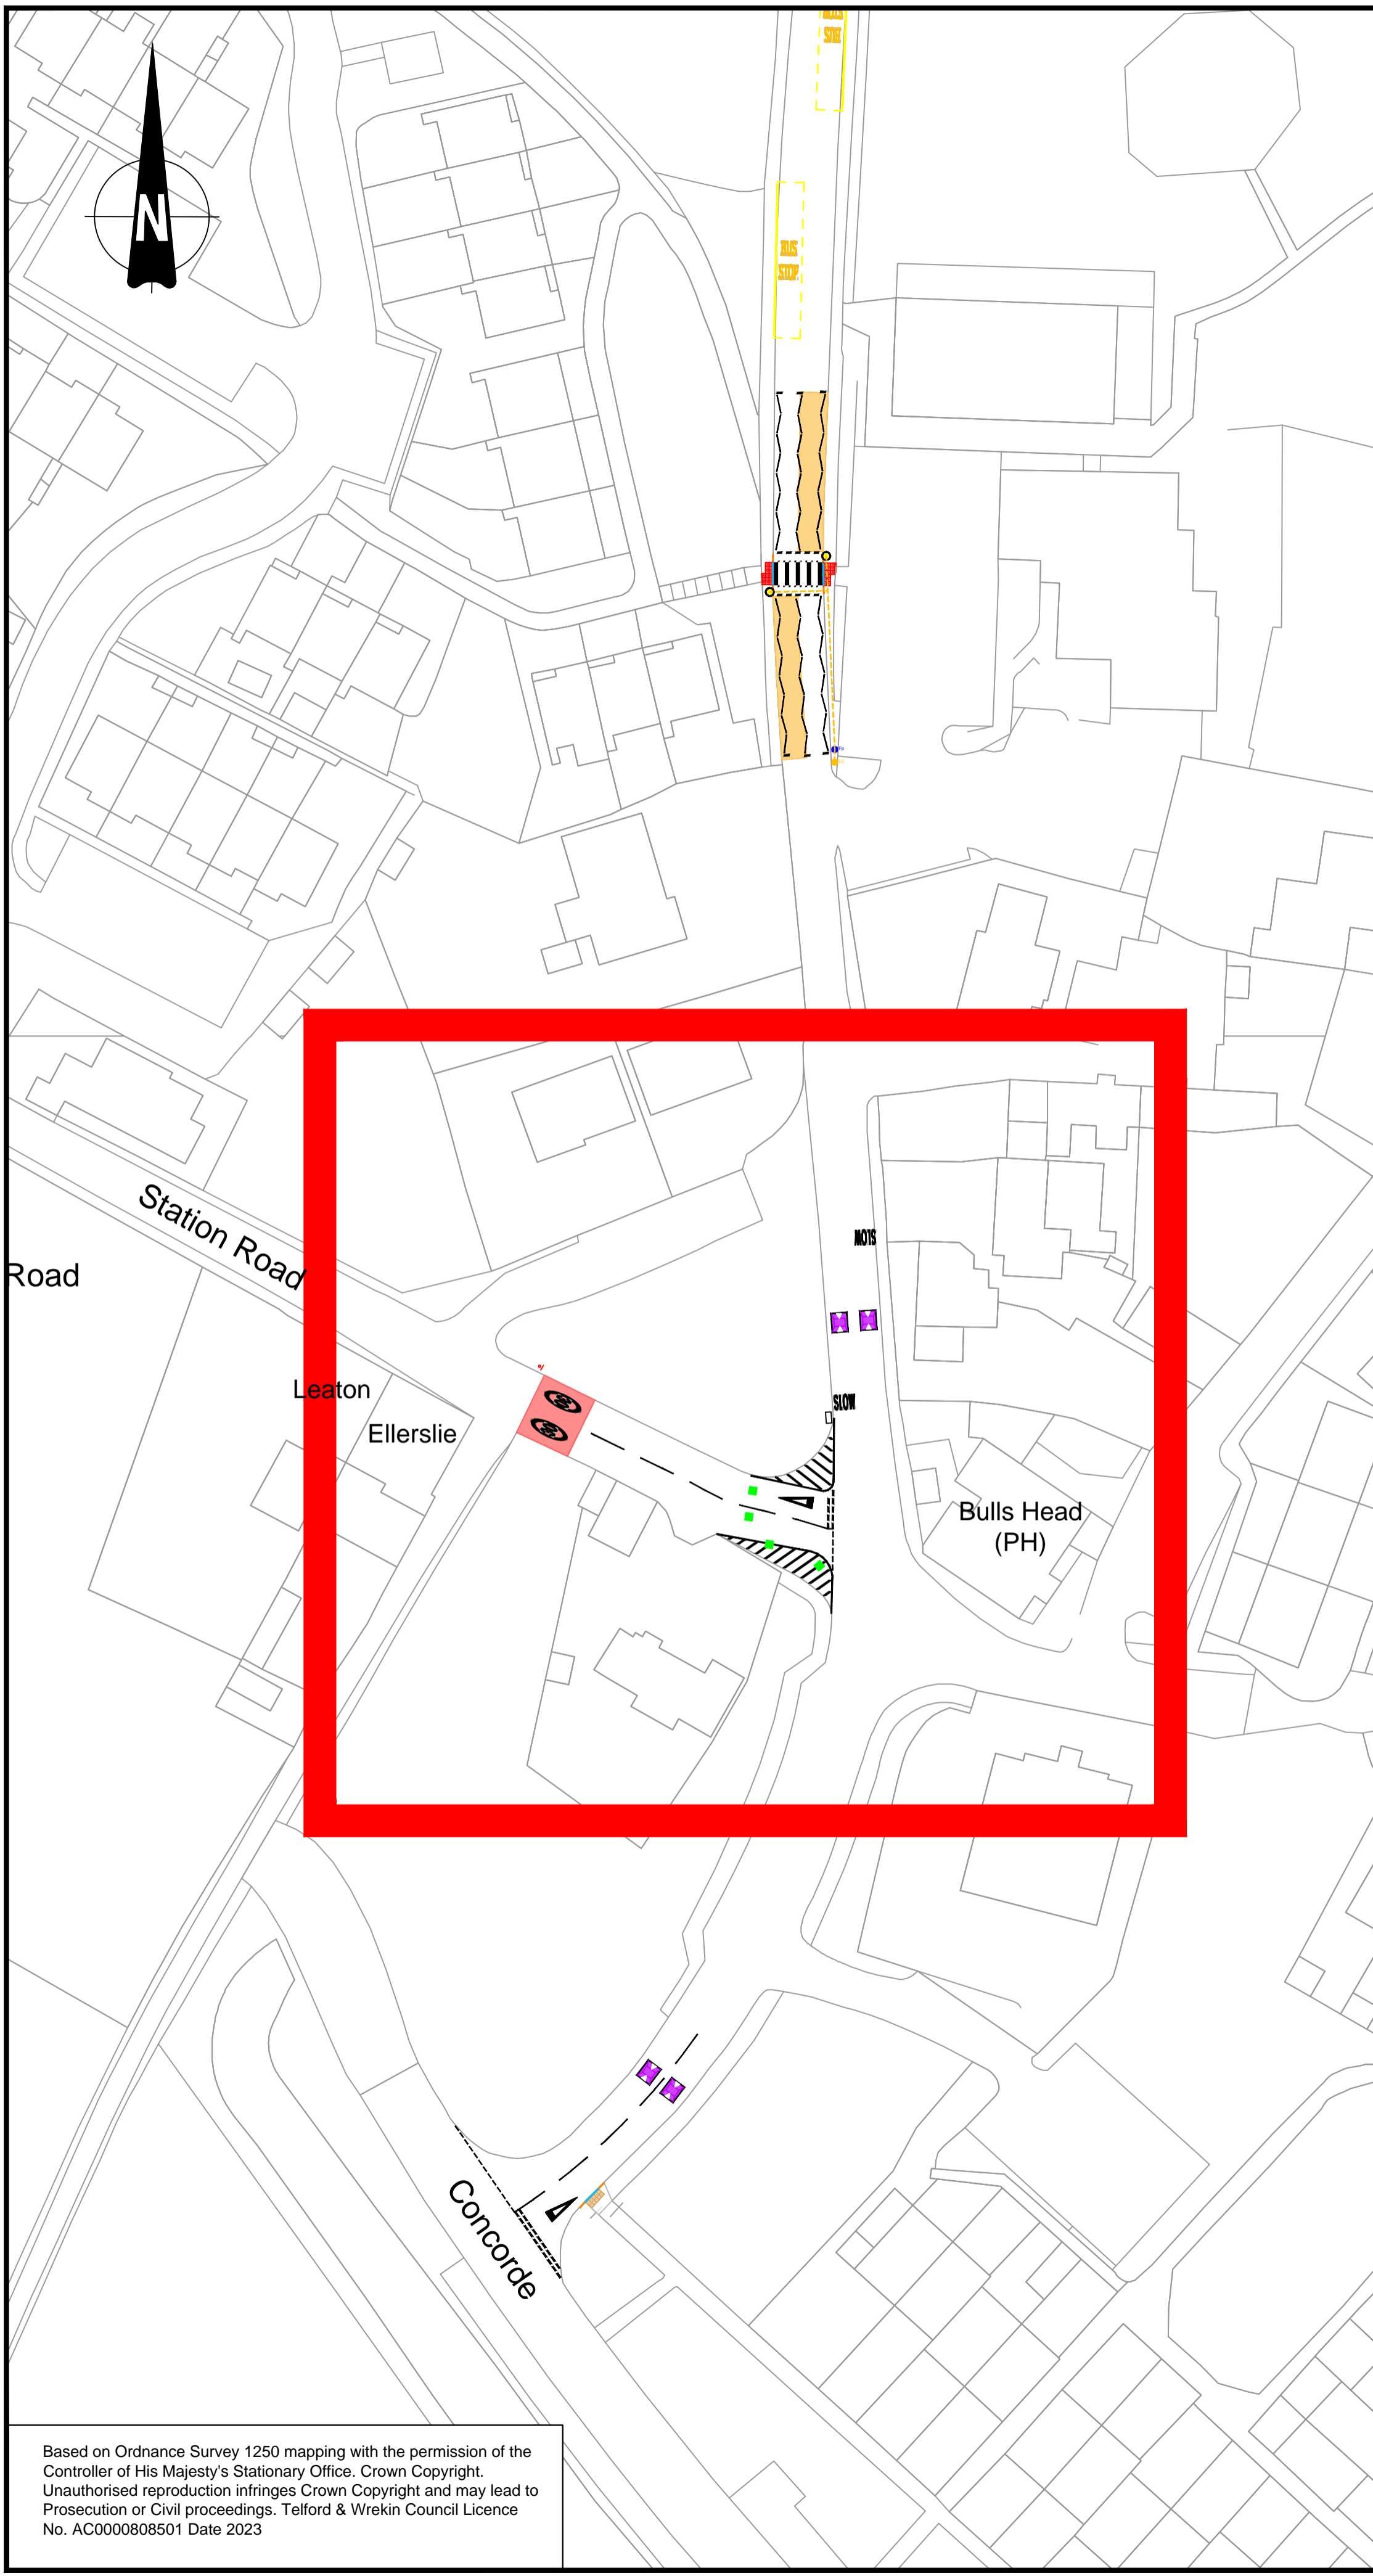 STOP
BUS
N
BUS
STOP
Station Road
Road
SLOW
Leaton
Ellerslie
SLOW
Bulls Head
(PH)
Concorde
Based on Ordnance Survey 1250 mapping with the permission of the
Controller of His Majesty's Stationary Office. Crown Copyright.
Unauthorised reproduction infringes Crown Copyright and may lead to
Prosecution or Civil proceedings. Telford & Wrekin Council Licence
No. AC0000808501 Date 2023